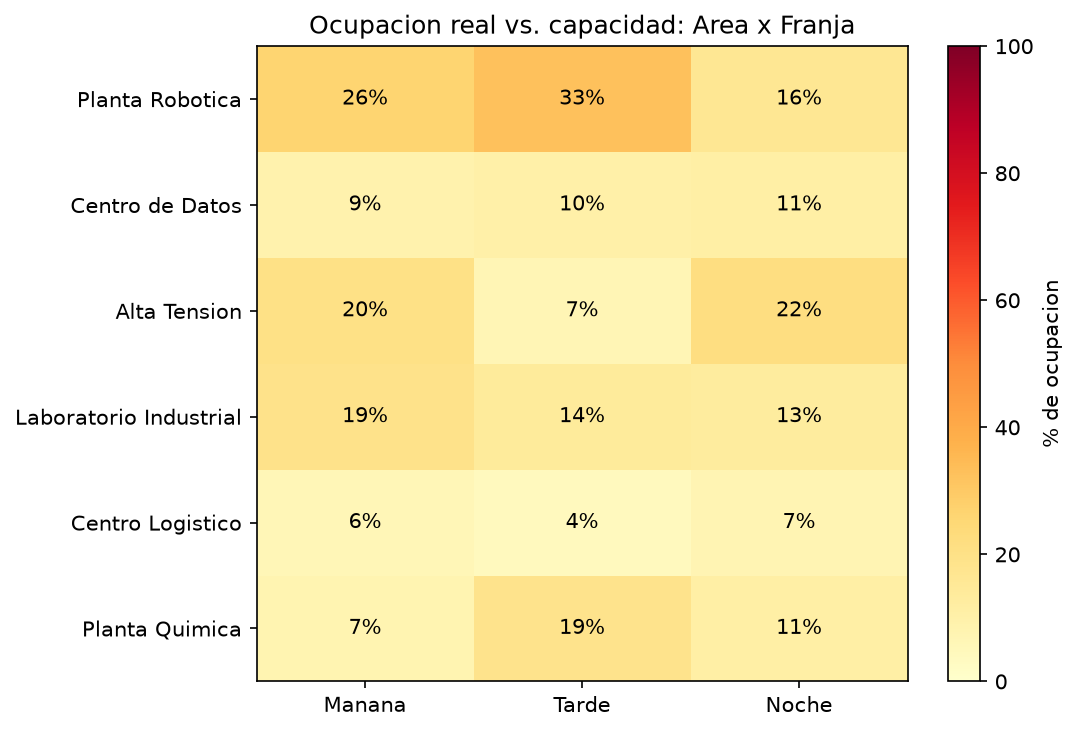 Ocupacion real vs. capacidad: Area x Franja
Planta Robotica 26% 33% 16%
Centro de Datos 9% 10% 11%
Alta Tension 20% 7% 22%
Laboratorio Industrial 19% 14% 13%
Centro Logistico 6% 4% 7%
Planta Quimica 7% 19% 11%
Manana Tarde Noche
100
80
60
40
20
0
% de ocupacion